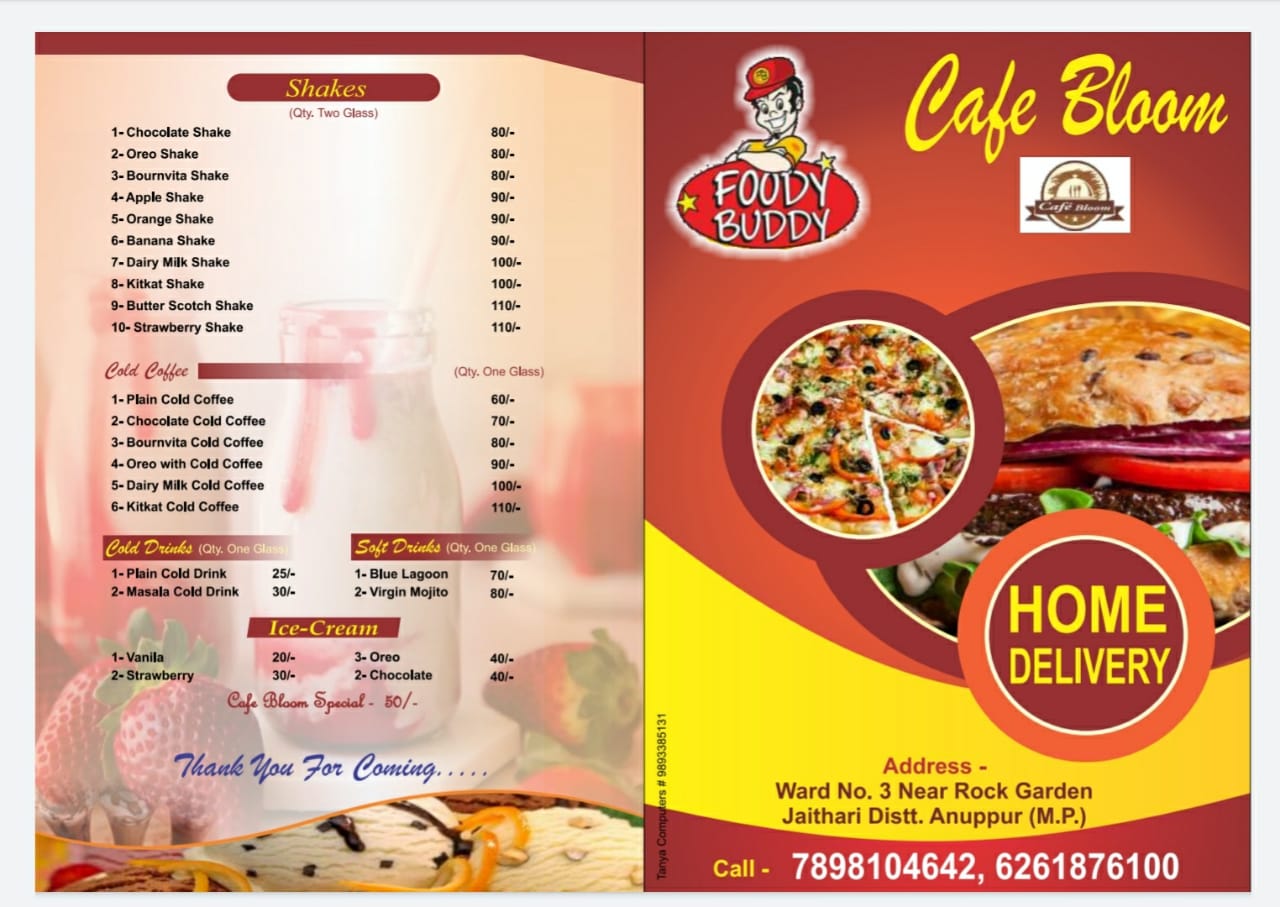 Shakes
(Qty. Two Glass)
1- Chocolate Shake 80/-
2- Oreo Shake 80/-
3- Bournvita Shake 80/-
4- Apple Shake 90/-
5- Orange Shake 90/-
6- Banana Shake 90/-
7- Dairy Milk Shake 100/-
8- Kitkat Shake 100/-
9- Butter Scotch Shake 110/-
10- Strawberry Shake 110/-
Cold Coffee (Qty. One Glass)
1- Plain Cold Coffee 60/-
2- Chocolate Cold Coffee 70/-
3- Bournvita Cold Coffee 80/-
4- Oreo with Cold Coffee 90/-
5- Dairy Milk Cold Coffee 100/-
6- Kitkat Cold Coffee 110/-
Cold Drinks (Qty. One Glass)
1- Plain Cold Drink 25/-
2- Masala Cold Drink 30/-
Soft Drinks (Qty. One Glass)
1- Blue Lagoon 70/-
2- Virgin Mojito 80/-
Ice-Cream
1- Vanila 20/- 3- Oreo 40/-
2- Strawberry 30/- 2- Chocolate 40/-
Cafe Bloom Special - 50/-
Thank You For Coming.....
Cafe Bloom
FOODY
BUDDY
Café Bloom
HOME
DELIVERY
Address -
Ward No. 3 Near Rock Garden
Jaithari Distt. Anuppur (M.P.)
Call - 7898104642, 6261876100
Tanya Computers # 9893385131